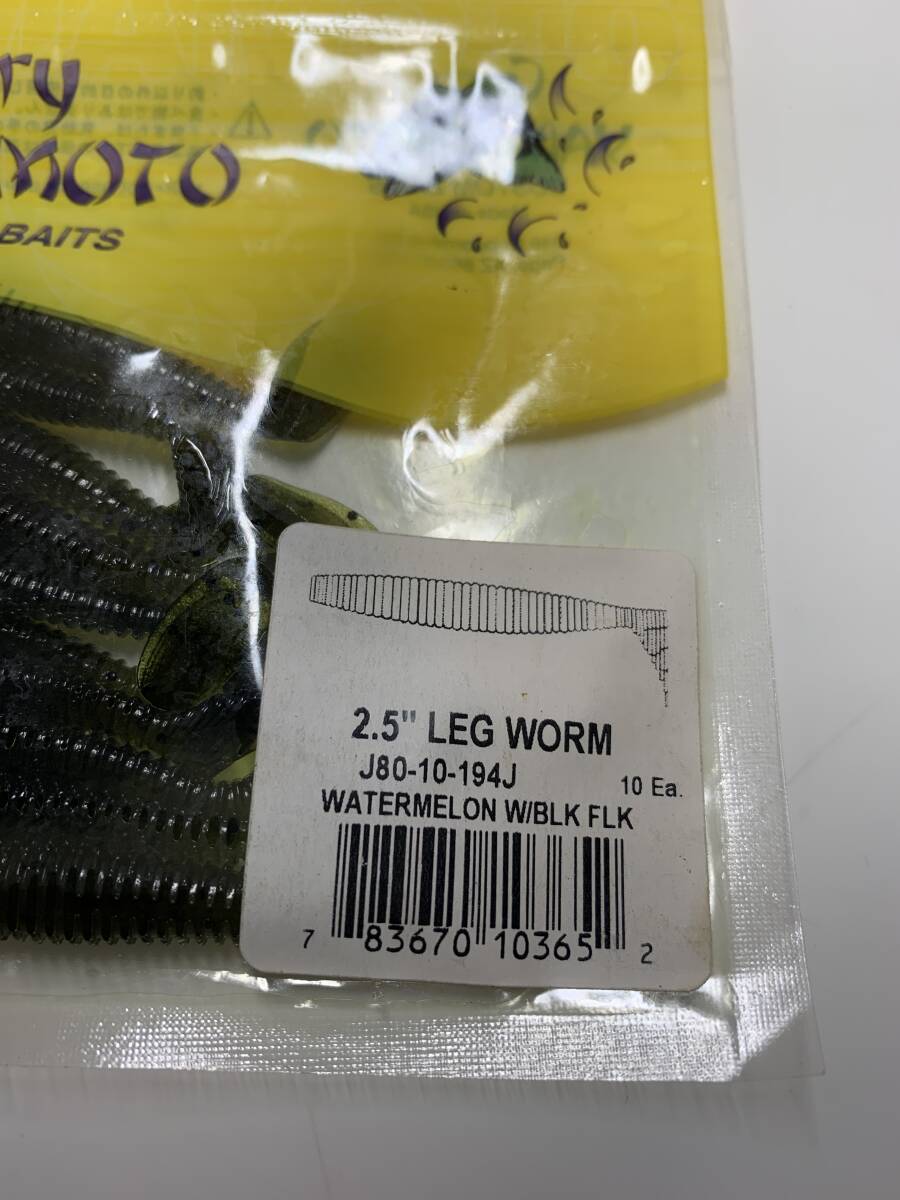 ry
MOTO
BAITS
2.5" LEG WORM
J80-10-194J
10 Ea.
WATERMELON W/BLK FLK
7 83670 10365 2